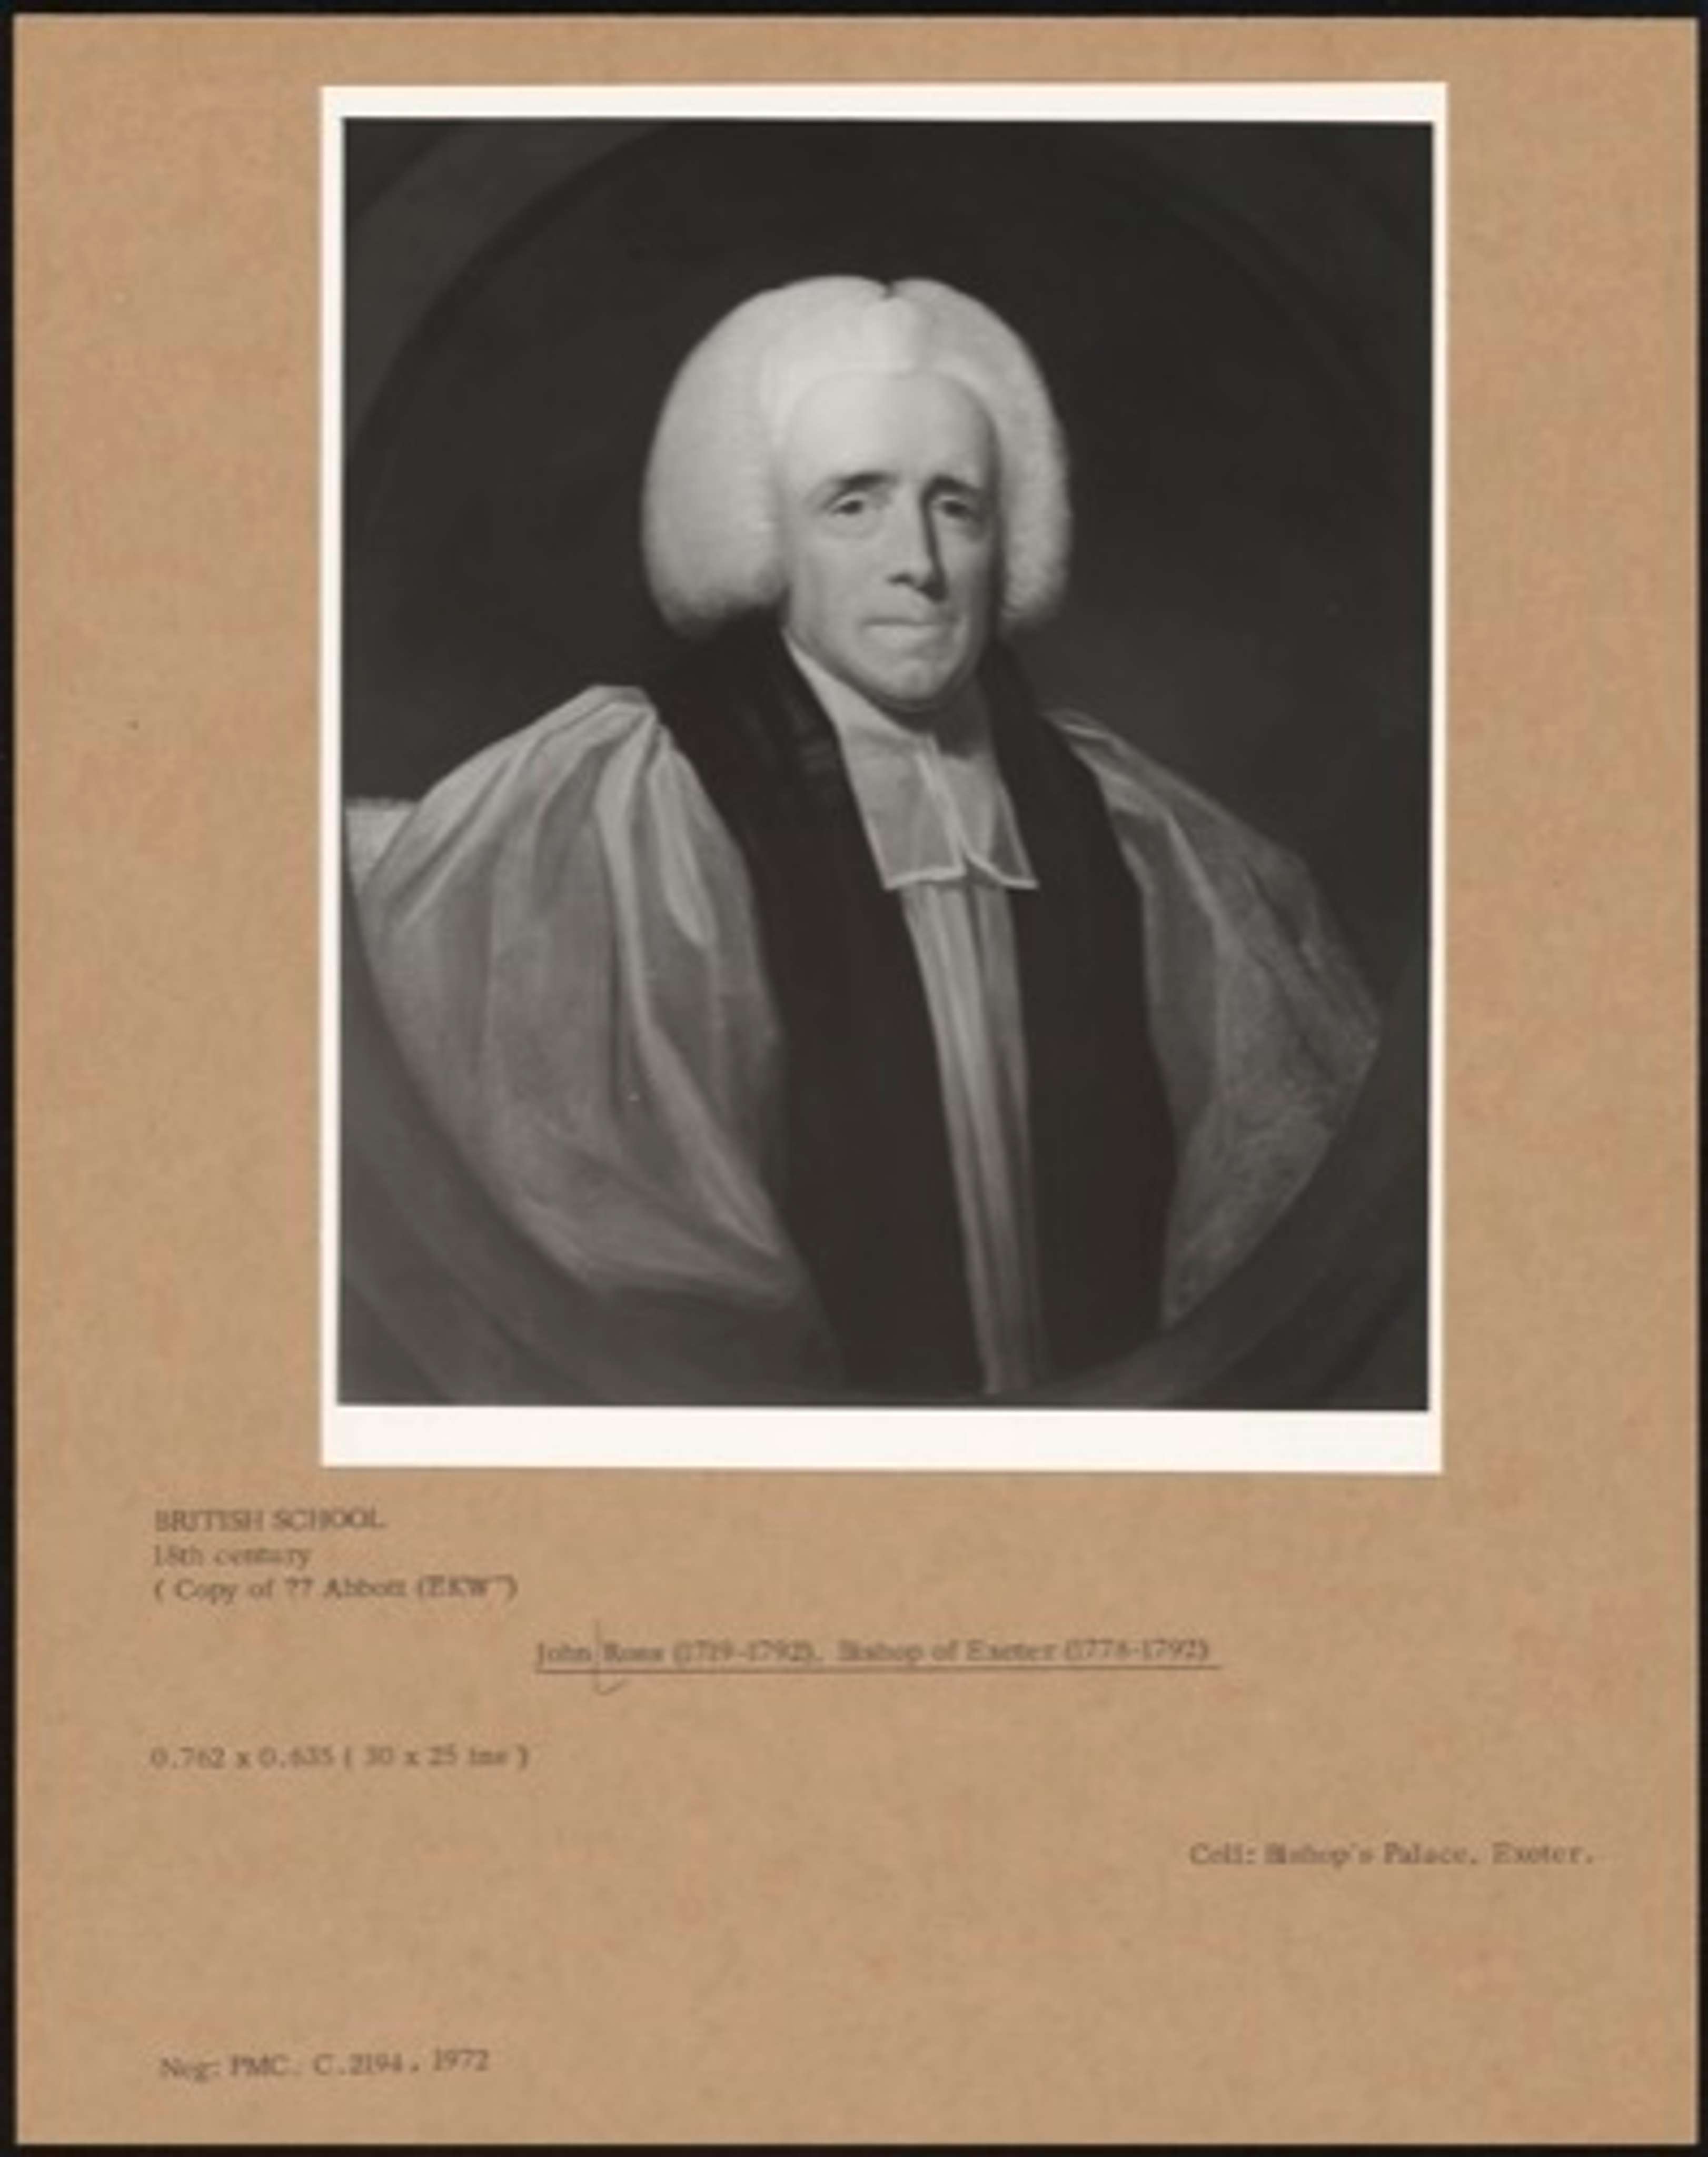 BRITISH SCHOOL
18th century
( Copy of ?? Abbott (EKW")
John Ross (1719-1792), Bishop of Exeter (1778-1792)
0.762 x 0.635 ( 30 x 25 ins )
Coll: Bishop's Palace, Exeter.
Neg: PMC. C.2194, 1972